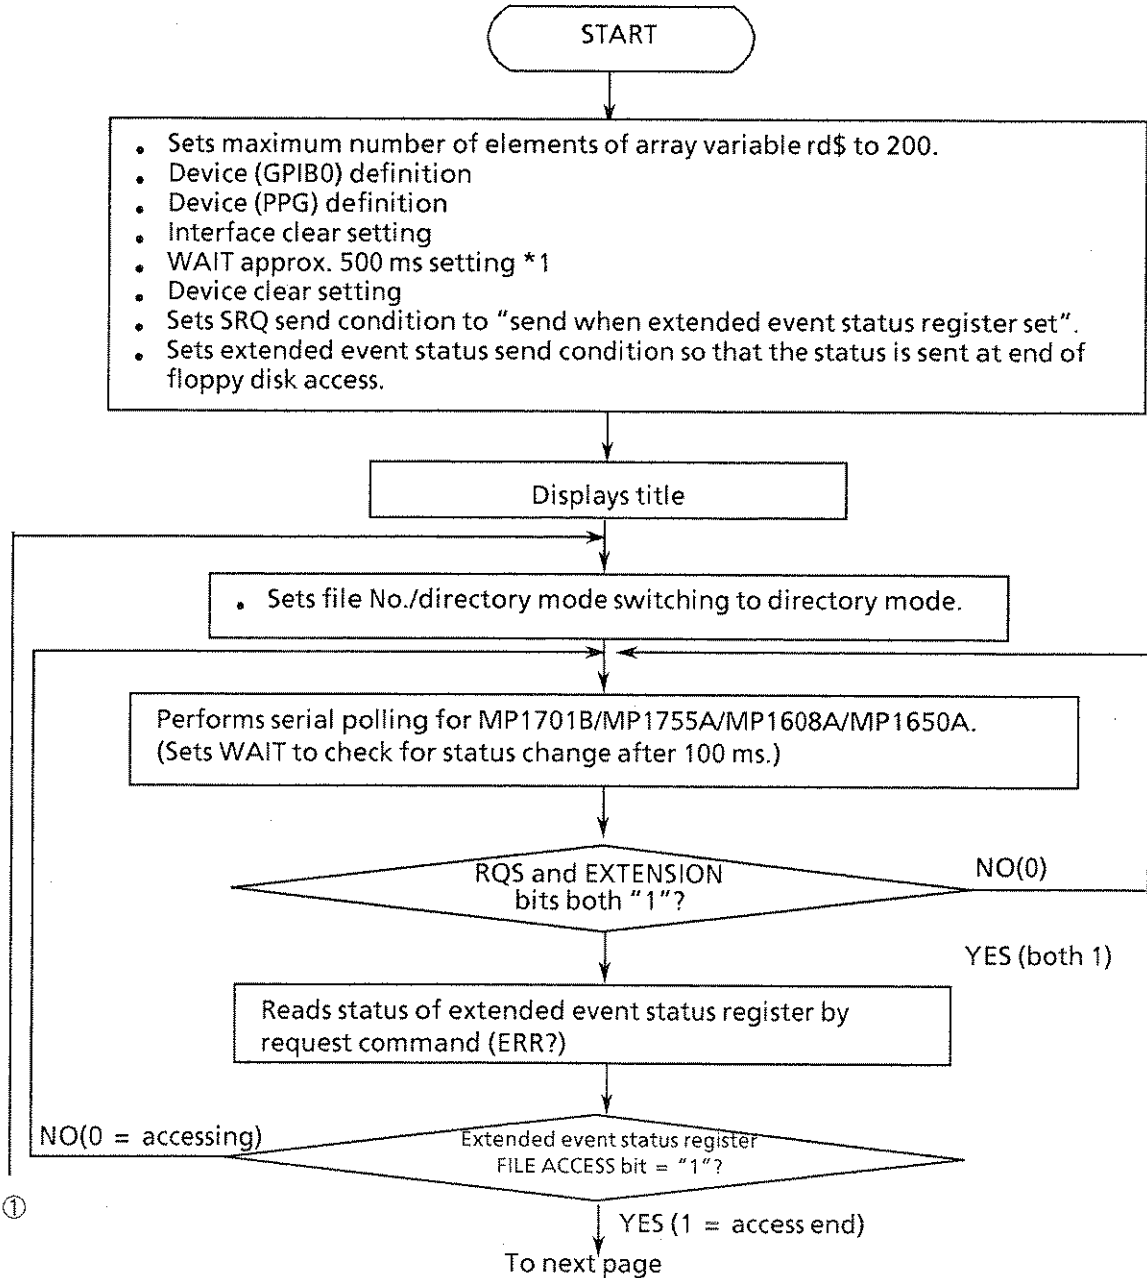 START
• Sets maximum number of elements of array variable rd$ to 200.
• Device (GPIB0) definition
• Device (PPG) definition
• Interface clear setting
• WAIT approx. 500 ms setting *1
• Device clear setting
• Sets SRQ send condition to "send when extended event status register set".
• Sets extended event status send condition so that the status is sent at end of
floppy disk access.
Displays title
• Sets file No./directory mode switching to directory mode.
Performs serial polling for MP1701B/MP1755A/MP1608A/MP1650A.
(Sets WAIT to check for status change after 100 ms.)
RQS and EXTENSION
bits both "1"?
NO(0)
YES (both 1)
Reads status of extended event status register by
request command (ERR?)
NO(0 = accessing)
Extended event status register
FILE ACCESS bit = "1"?
①
YES (1 = access end)
To next page